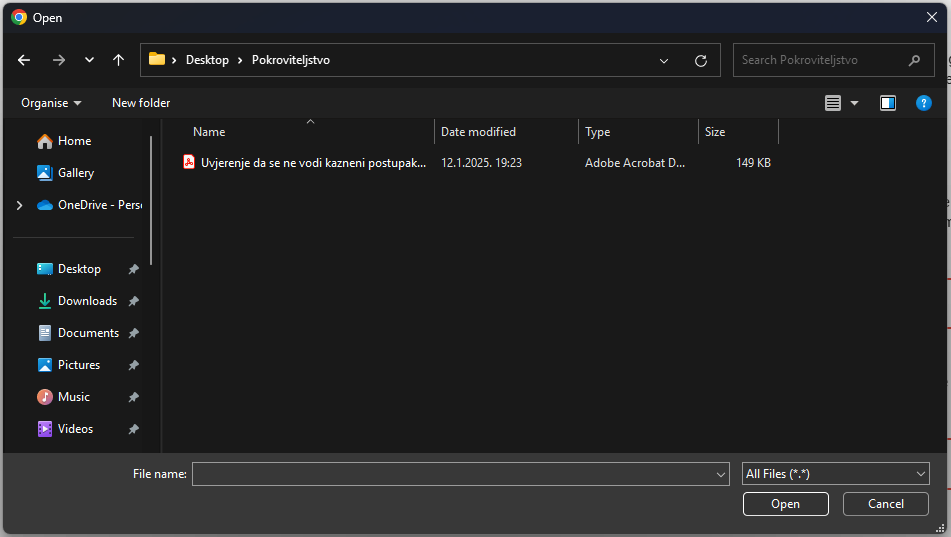 Open
Desktop > Pokroviteljstvo
Search Pokroviteljstvo
Organise
New folder
Name
Date modified
Type
Size
Uvjerenje da se ne vodi kazneni postupak...
12.1.2025. 19:23
Adobe Acrobat D...
149 KB
Home
Gallery
OneDrive - Pers
Desktop
Downloads
Documents
Pictures
Music
Videos
File name:
All Files (*.*)
Open
Cancel